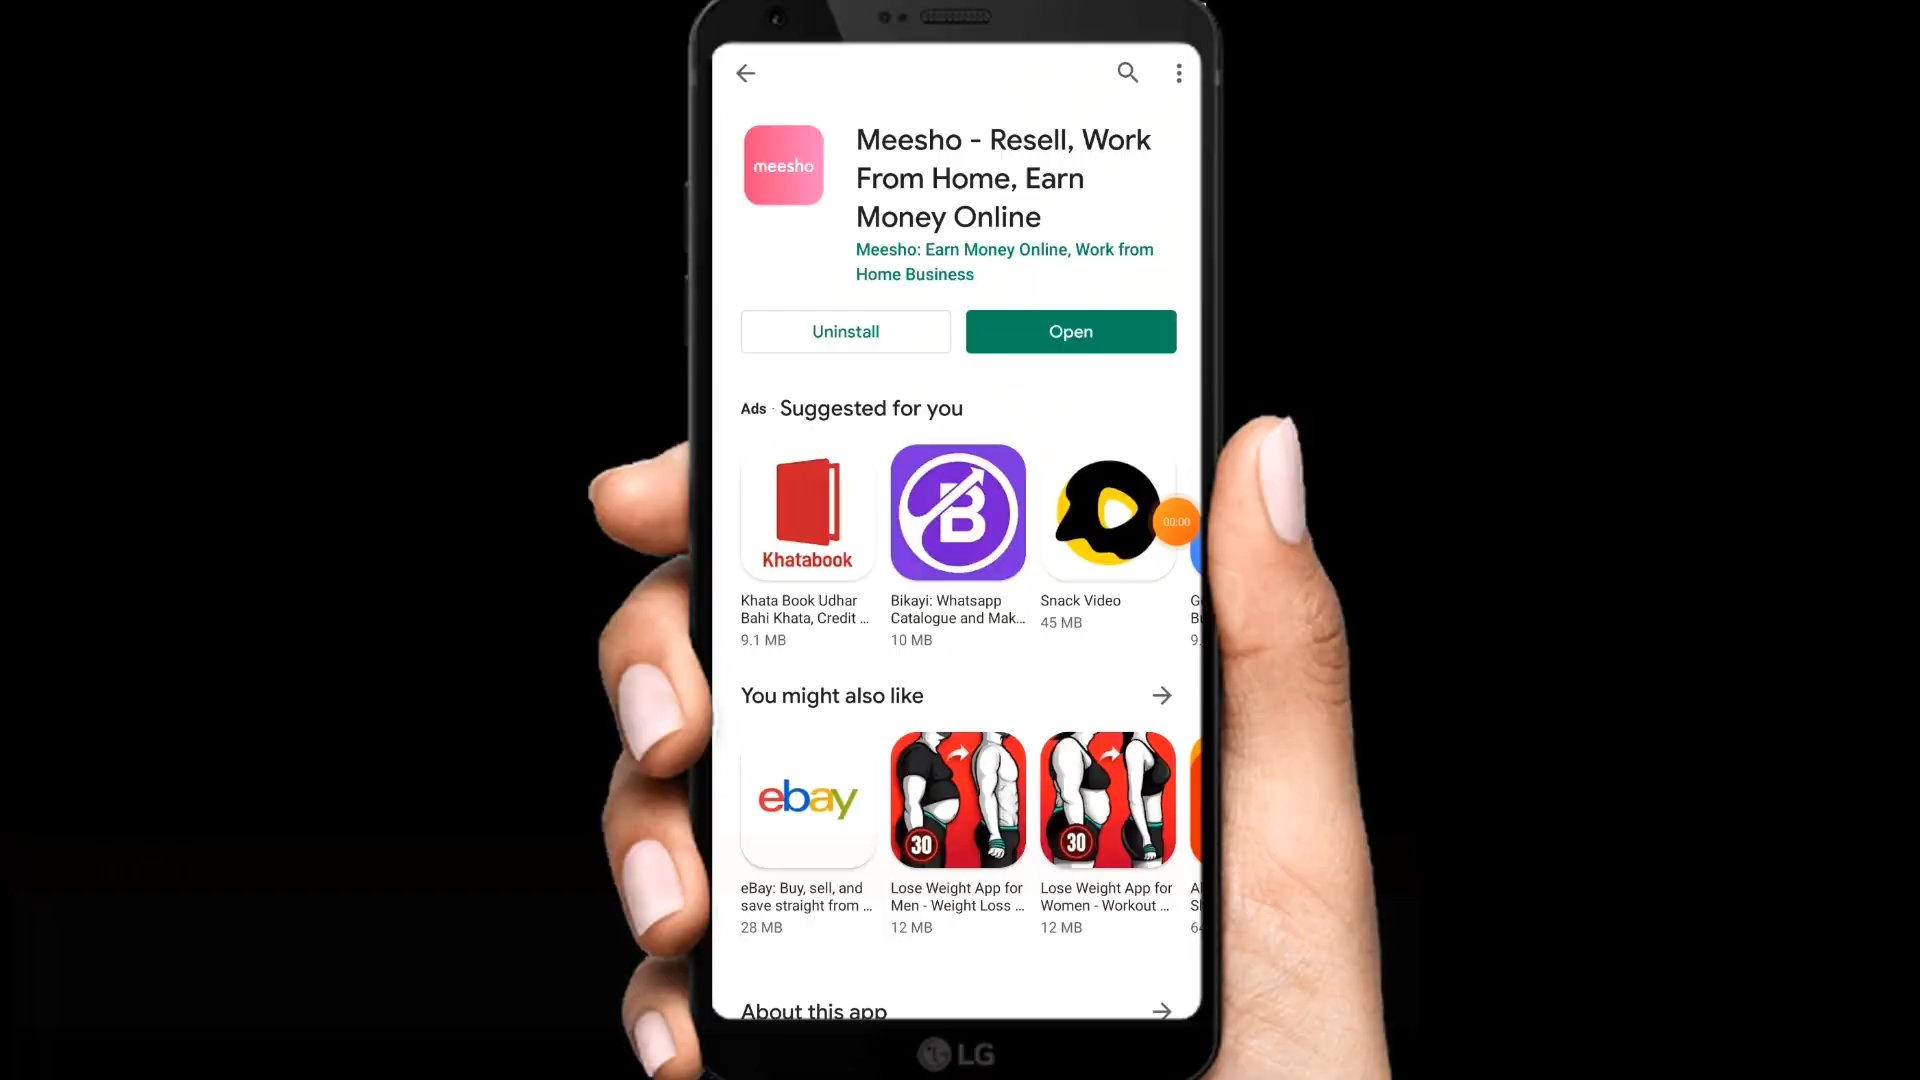 meesho
Meesho - Resell, Work
From Home, Earn
Money Online
Meesho: Earn Money Online, Work from
Home Business
Uninstall
Open
Ads · Suggested for you
Khatabook
B
00:00
Khata Book Udhar
Bahi Khata, Credit ...
9.1 MB
Bikayi: Whatsapp
Catalogue and Mak...
10 MB
Snack Video
45 MB
You might also like
ebay
30
30
eBay: Buy, sell, and
save straight from ...
28 MB
Lose Weight App for
Men - Weight Loss ...
12 MB
Lose Weight App for
Women - Workout ...
12 MB
About this app
LG